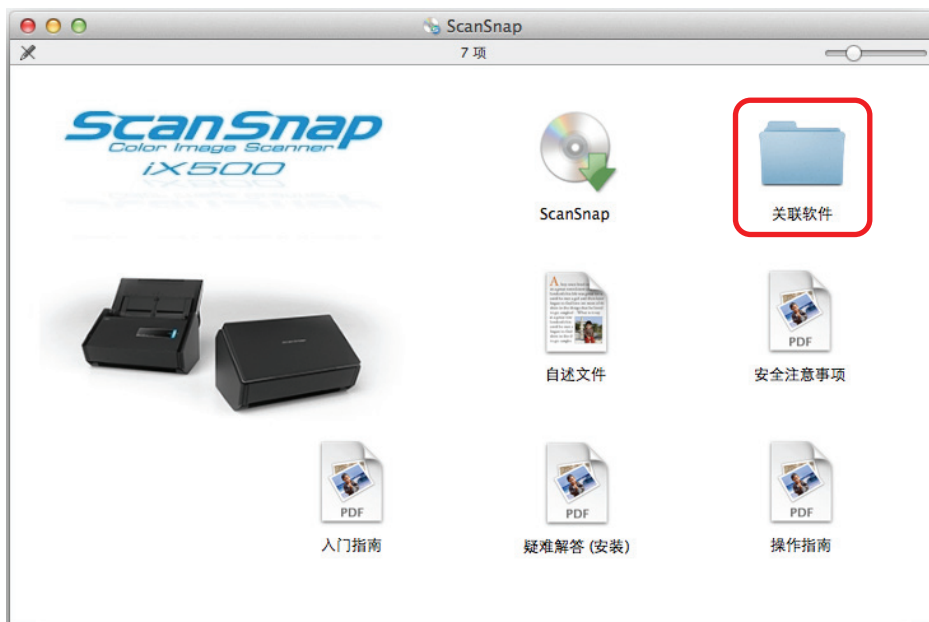 ScanSnap
7 项
ScanSnap
Color Image Scanner
iX500
ScanSnap
关联软件
自述文件
PDF
安全注意事项
PDF
入门指南
PDF
疑难解答 (安装)
PDF
操作指南